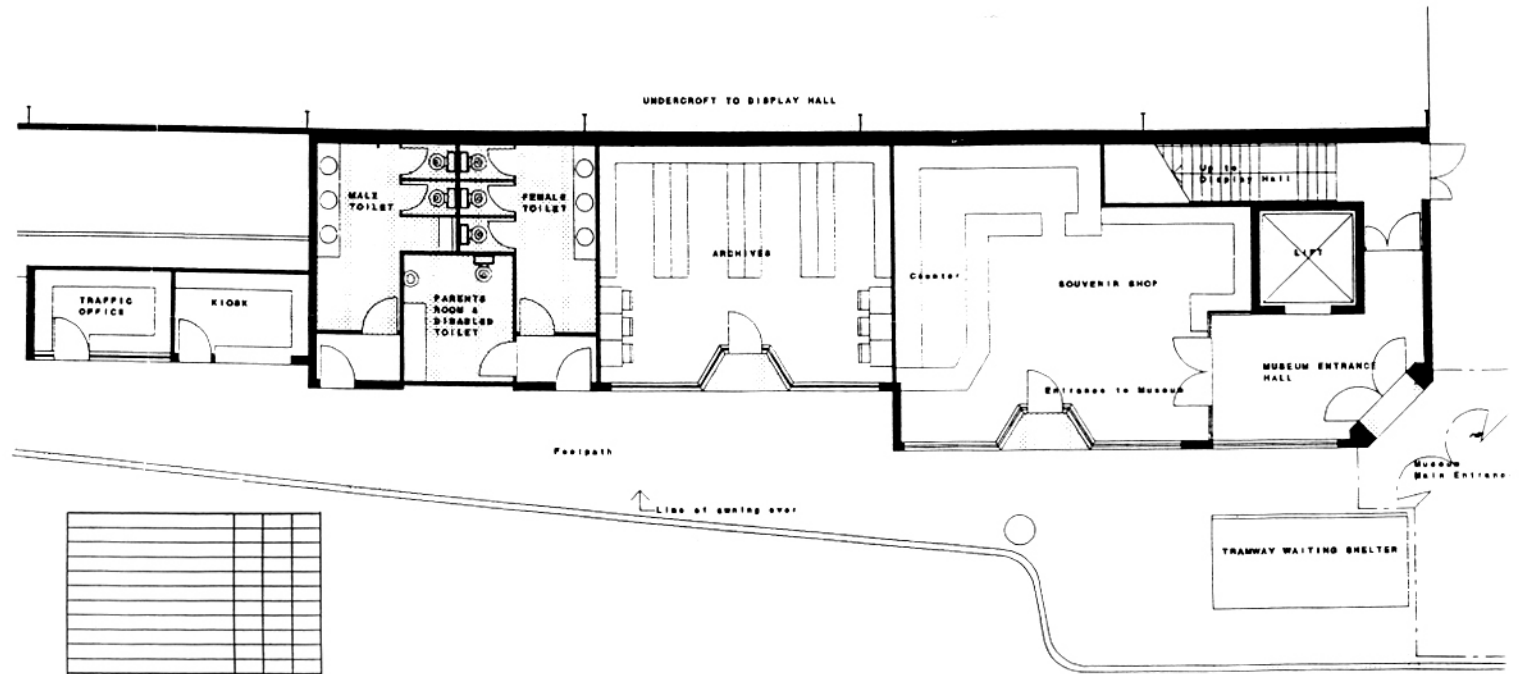 UNDERCROFT TO DISPLAY HALL
Up to
Display Hall
MALE
TOILET
FEMALE
TOILET
ARCHIVES
LIFT
Counter
SOUVENIR SHOP
TRAFFIC
OFFICE
KIOSK
PARENTS
ROOM &
DISABLED
TOILET
MUSEUM ENTRANCE
HALL
Entrance to Museum
Footpath
Museum
Main Entrance
Line of awning over
TRAMWAY WAITING SHELTER